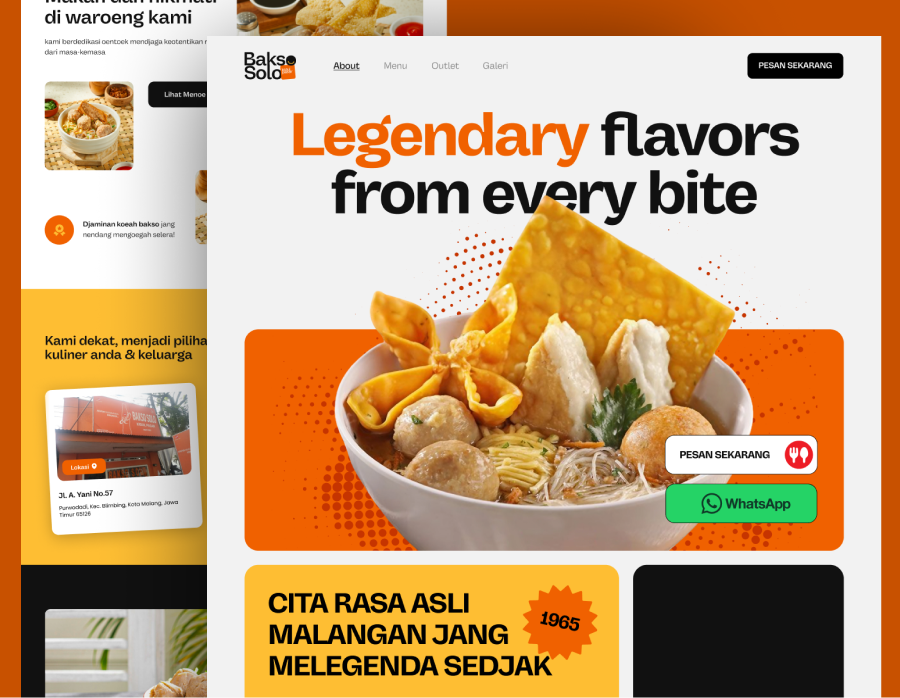 Makan dan nikmati
di waroeng kami
kami berdedikasi oentoek mendjaga keotentikan r
dari masa-kemasa
Lihat Menoe
Djaminan koeah bakso jang
nendang mengoegah selera!
Kami dekat, menjadi piliha
kuliner anda & keluarga
BAKSO SOLO
Lokasi
JL A. Yani No.57
Purwodadi, Kec. Blimbing, Kota Malang, Jawa
Timur 65126
Bakso
Solo
About
Menu
Outlet
Galeri
PESAN SEKARANG
Legendary flavors
from every bite
PESAN SEKARANG
WhatsApp
CITA RASA ASLI
MALANGAN JANG
MELEGENDA SEDJAK
1965